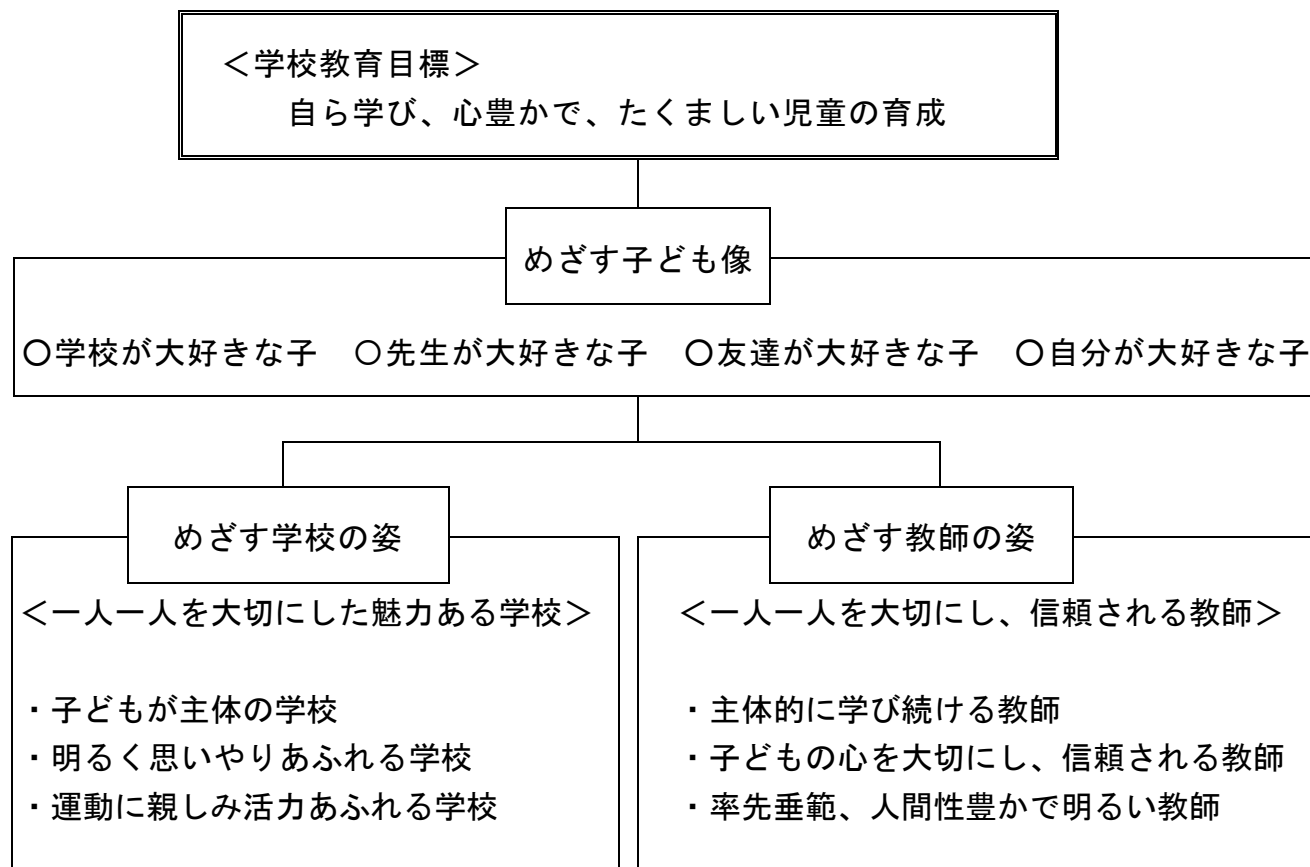 ＜学校教育目標＞
自ら学び、心豊かで、たくましい児童の育成
めざす子ども像
○学校が大好きな子　○先生が大好きな子　○友達が大好きな子　○自分が大好きな子
めざす学校の姿
＜一人一人を大切にした魅力ある学校＞
・子どもが主体の学校
・明るく思いやりあふれる学校
・運動に親しみ活力あふれる学校
めざす教師の姿
＜一人一人を大切にし、信頼される教師＞
・主体的に学び続ける教師
・子どもの心を大切にし、信頼される教師
・率先垂範、人間性豊かで明るい教師